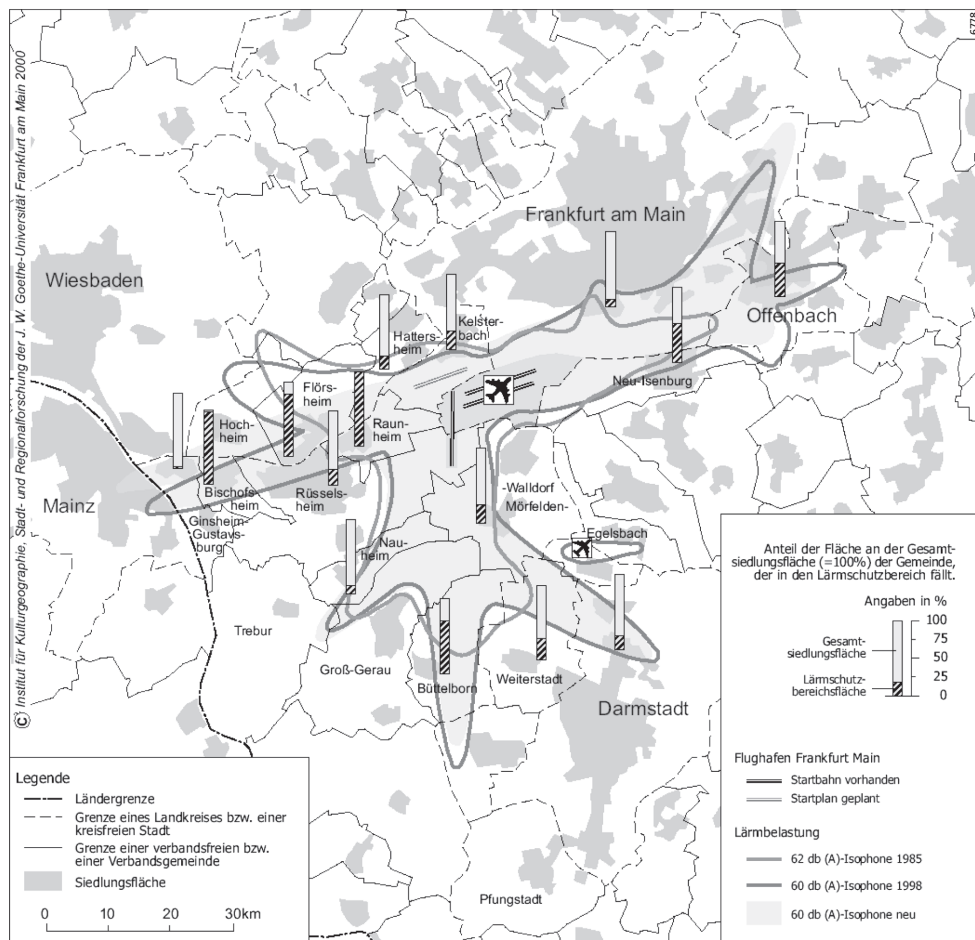 6778
© Institut für Kulturgeographie, Stadt- und Regionalforschung der J. W. Goethe-Universität Frankfurt am Main 2000
Frankfurt am Main
Wiesbaden
Offenbach
Hatters-
heim
Kelster-
bach
Neu-Isenburg
Flörs-
heim
Hoch-
heim
Raun-
heim
Mainz
Bischofs-
heim
Rüssels-
heim
Ginsheim-
Gustavs-
burg
-Walldorf
Mörfelden-
Egelsbach
Nau-
heim
Trebur
Groß-Gerau
Büttelborn
Weiterstadt
Darmstadt
Pfungstadt
Anteil der Fläche an der Gesamt-
siedlungsfläche (=100%) der Gemeinde,
der in den Lärmschutzbereich fällt.
Angaben in %
100
75
50
25
0
Gesamt-
siedlungsfläche
Lärmschutz-
bereichsfläche
Flughafen Frankfurt Main
Startbahn vorhanden
Startplan geplant
Lärmbelastung
62 db (A)-Isophone 1985
60 db (A)-Isophone 1998
60 db (A)-Isophone neu
Legende
Ländergrenze
Grenze eines Landkreises bzw. einer
kreisfreien Stadt
Grenze einer verbandsfreien bzw.
einer Verbandsgemeinde
Siedlungsfläche
0 10 20 30km